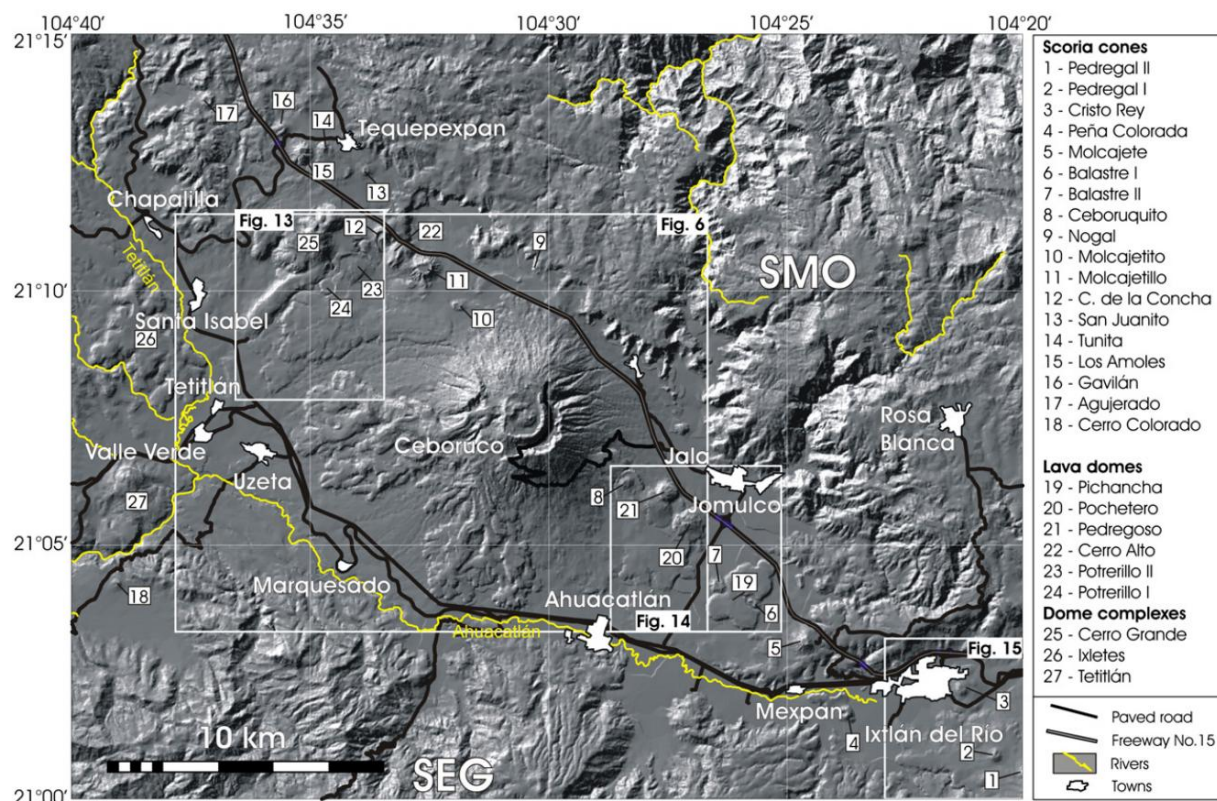 104°40'
104°35'
104°30'
104°25'
104°20'
21°15'
21°10'
21°05'
21°00'
17
16
14
Tequepexpan
15
13
Chapalilla
Fig. 13
12
22
Fig. 6
25
9
SMO
Tetitlán
23
11
24
10
Santa Isabel
26
Tetitlán
Rosa
Blanca
Valle Verde
Ceboruco
Uzeta
Jala
8
21
Jomulco
27
20
7
19
Marquesado
18
Ahuacatlán
6
Ahuacatlán
Fig. 14
5
Fig. 15
Mexpan
3
Ixtlán del Rio
4
2
1
10 km
SEG
Scoria cones
1 - Pedregal II
2 - Pedregal I
3 - Cristo Rey
4 - Peña Colorada
5 - Molcajete
6 - Balastre I
7 - Balastre II
8 - Ceboruquito
9 - Nogal
10 - Molcajetito
11 - Molcajetillo
12 - C. de la Concha
13 - San Juanito
14 - Tunita
15 - Los Amoles
16 - Gavilán
17 - Agujerado
18 - Cerro Colorado
Lava domes
19 - Pichancha
20 - Pochetero
21 - Pedregoso
22 - Cerro Alto
23 - Potrerillo II
24 - Potrerillo I
Dome complexes
25 - Cerro Grande
26 - Ixletes
27 - Tetitlán
Paved road
Freeway No.15
Rivers
Towns